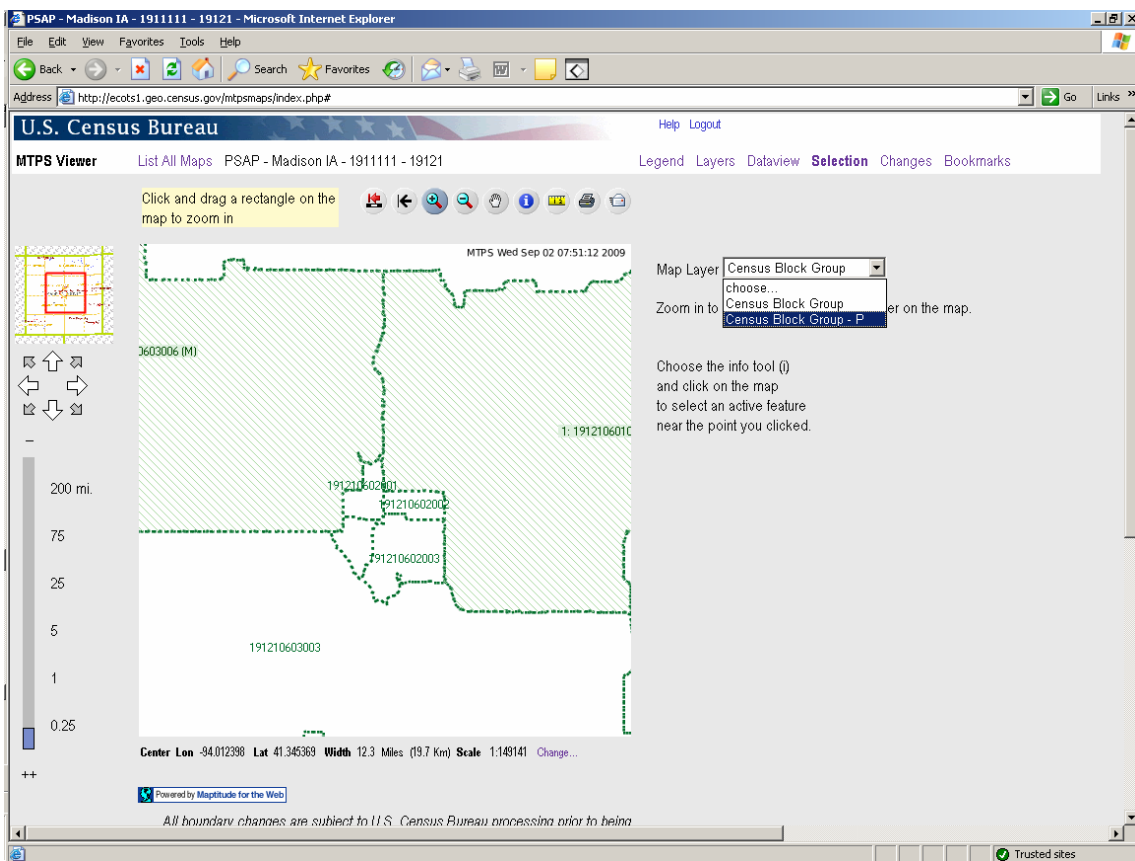 PSAP - Madison IA - 1911111 - 19121 - Microsoft Internet Explorer
File Edit View Favorites Tools Help
Back Search Favorites
Address http://ecots1.geo.census.gov/mtpsmaps/index.php# Go Links »
U.S. Census Bureau Help Logout
MTPS Viewer List All Maps PSAP - Madison IA - 1911111 - 19121 Legend Layers Dataview Selection Changes Bookmarks
Click and drag a rectangle on the
map to zoom in
MTPS Wed Sep 02 07:51:12 2009
Map Layer Census Block Group
choose...
Census Block Group
Census Block Group - P
Zoom in to er on the map.
0603006 (M)
Choose the info tool (i)
and click on the map
to select an active feature
near the point you clicked.
1: 1912106010
191210602001
191210602002
191210602003
191210603003
–
200 mi.
75
25
5
1
0.25
++
Center Lon -94.012398 Lat 41.345369 Width 12.3 Miles (19.7 Km) Scale 1:149141 Change...
Powered by Maptitude for the Web
All boundary changes are subject to U.S. Census Bureau processing prior to being
Trusted sites